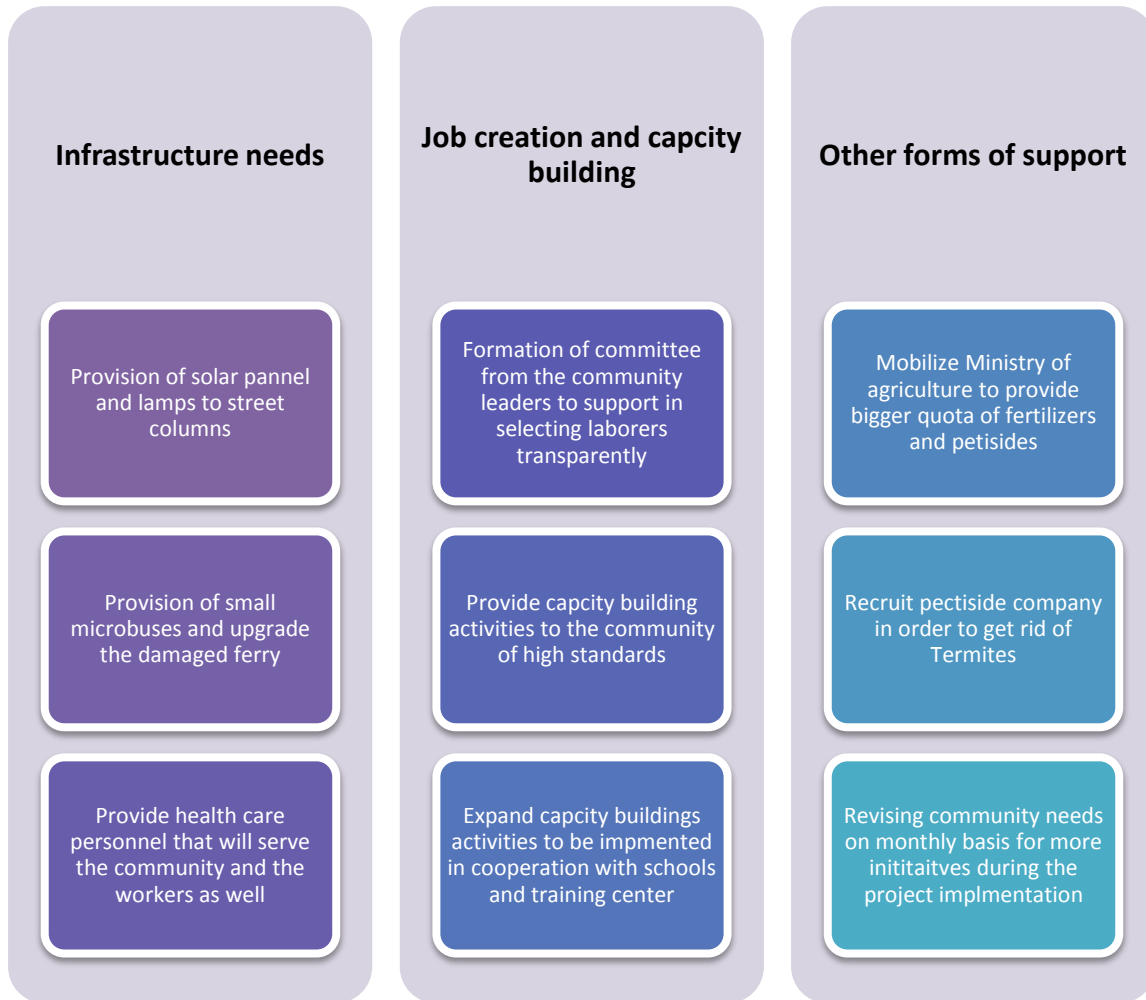 Infrastructure needs
Provision of solar pannel
and lamps to street
columns
Provision of small
microbuses and upgrade
the damaged ferry
Provide health care
personnel that will serve
the community and the
workers as well
Job creation and capcity
building
Formation of committee
from the community
leaders to support in
selecting laborers
transparently
Provide capcity building
activities to the community
of high standards
Expand capcity buildings
activities to be impmented
in cooperation with schools
and training center
Other forms of support
Mobilize Ministry of
agriculture to provide
bigger quota of fertilizers
and petisides
Recruit pectiside company
in order to get rid of
Termites
Revising community needs
on monthly basis for more
inititaitves during the
project implmentation